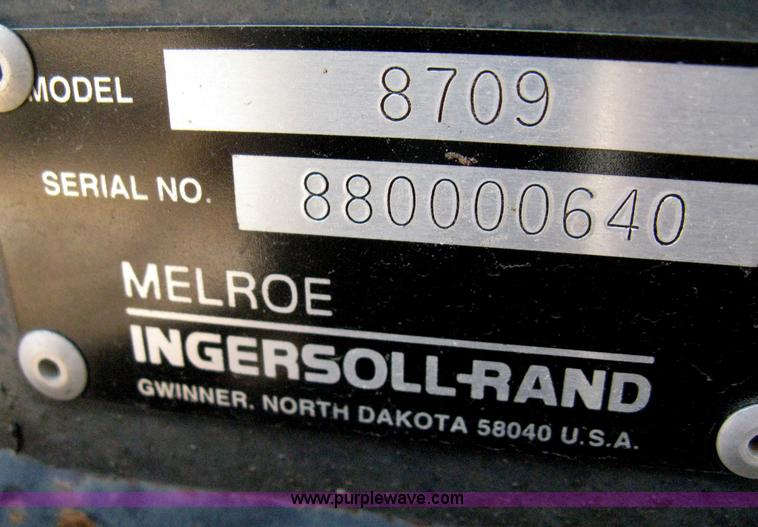 MODEL 8709
SERIAL NO. 880000640
MELROE
INGERSOLL-RAND
GWINNER, NORTH DAKOTA 58040 U.S.A.
www.purplewave.com